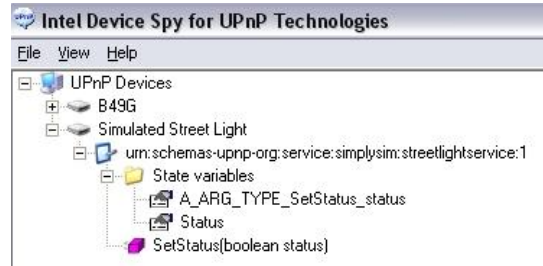 Intel Device Spy for UPnP Technologies
File View Help
UPnP Devices
B49G
Simulated Street Light
urn:schemas-upnp-org:service:simplysim:streetlightservice:1
State variables
A_ARG_TYPE_SetStatus_status
Status
SetStatus(boolean status)